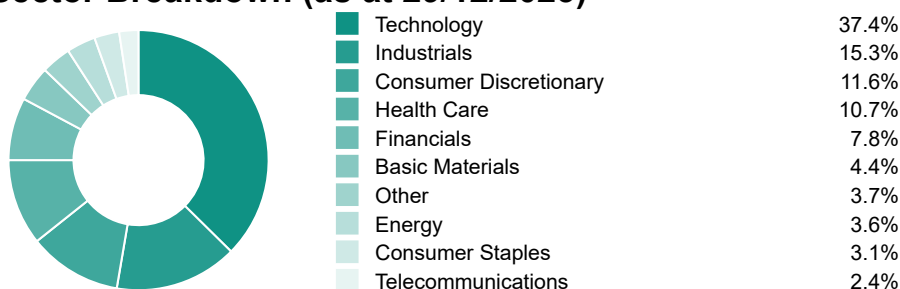 Technology 37.4%
Industrials 15.3%
Consumer Discretionary 11.6%
Health Care 10.7%
Financials 7.8%
Basic Materials 4.4%
Other 3.7%
Energy 3.6%
Consumer Staples 3.1%
Telecommunications 2.4%